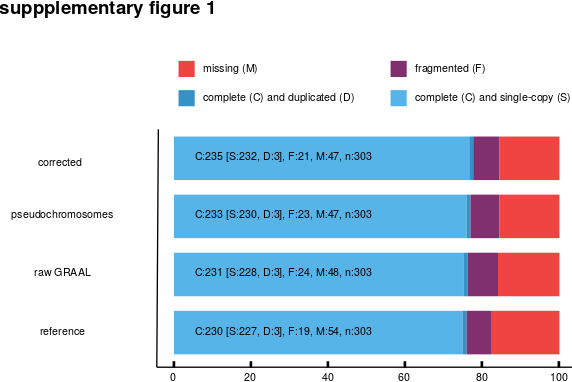 suppplementary figure 1
missing (M)
fragmented (F)
complete (C) and duplicated (D)
complete (C) and single-copy (S)
corrected
C:235 [S:232, D:3], F:21, M:47, n:303
pseudochromosomes
C:233 [S:230, D:3], F:23, M:47, n:303
raw GRAAL
C:231 [S:228, D:3], F:24, M:48, n:303
reference
C:230 [S:227, D:3], F:19, M:54, n:303
0 20 40 60 80 100